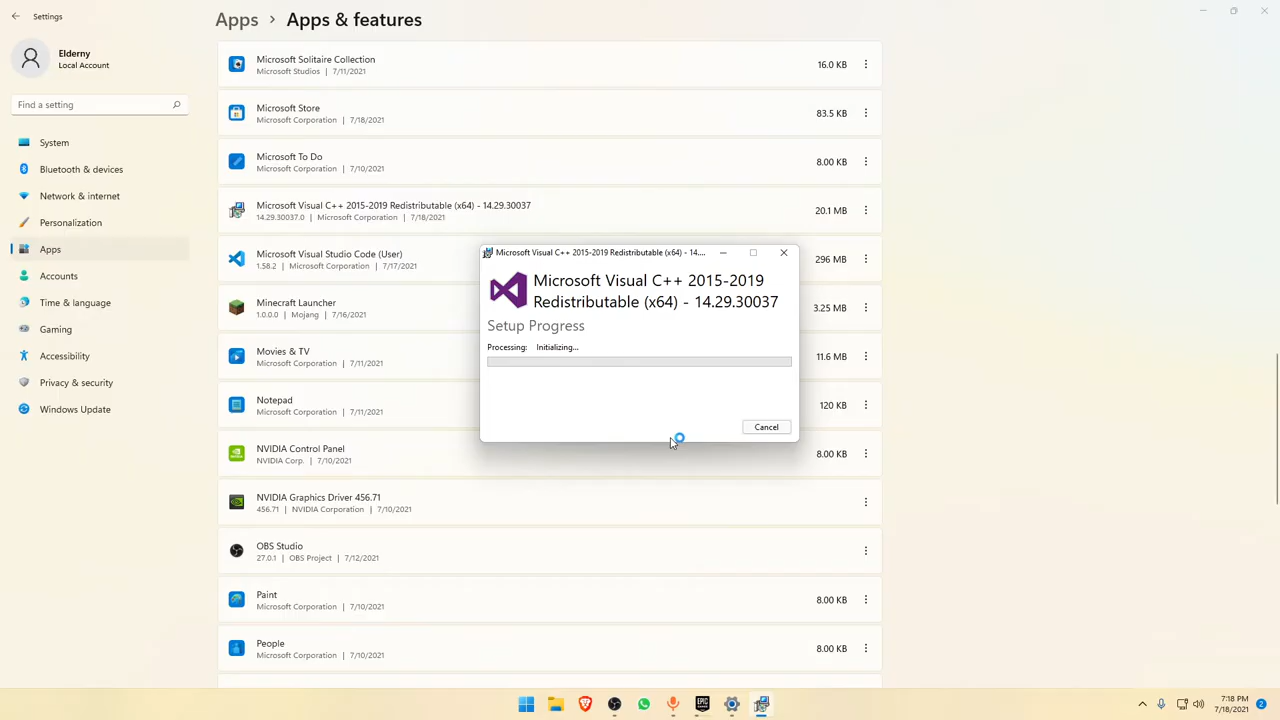 Settings
Apps > Apps & features
Elderny
Local Account
Find a setting
System
Bluetooth & devices
Network & internet
Personalization
Apps
Accounts
Time & language
Gaming
Accessibility
Privacy & security
Windows Update
Microsoft Solitaire Collection
Microsoft Studios | 7/11/2021
16.0 KB
Microsoft Store
Microsoft Corporation | 7/18/2021
83.5 KB
Microsoft To Do
Microsoft Corporation | 7/10/2021
8.00 KB
Microsoft Visual C++ 2015-2019 Redistributable (x64) - 14.29.30037
14.29.30037.0 | Microsoft Corporation | 7/18/2021
20.1 MB
Microsoft Visual Studio Code (User)
1.58.2 | Microsoft Corporation | 7/17/2021
296 MB
Minecraft Launcher
1.0.0.0 | Mojang | 7/16/2021
3.25 MB
Movies & TV
Microsoft Corporation | 7/11/2021
11.6 MB
Notepad
Microsoft Corporation | 7/11/2021
120 KB
NVIDIA Control Panel
NVIDIA Corp. | 7/10/2021
8.00 KB
NVIDIA Graphics Driver 456.71
456.71 | NVIDIA Corporation | 7/10/2021
OBS Studio
27.0.1 | OBS Project | 7/12/2021
Paint
Microsoft Corporation | 7/10/2021
8.00 KB
People
Microsoft Corporation | 7/10/2021
8.00 KB
Microsoft Visual C++ 2015-2019 Redistributable (x64) - 14....
Microsoft Visual C++ 2015-2019
Redistributable (x64) - 14.29.30037
Setup Progress
Processing: Initializing...
Cancel
EPIC
7:18 PM
7/18/2021
2